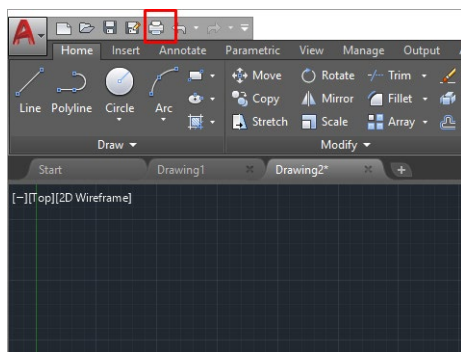 A
Home Insert Annotate Parametric View Manage Output
Move Rotate Trim
Copy Mirror Fillet
Line Polyline Circle Arc
Stretch Scale Array
Draw Modify
Start Drawing1 Drawing2*
[−][Top][2D Wireframe]